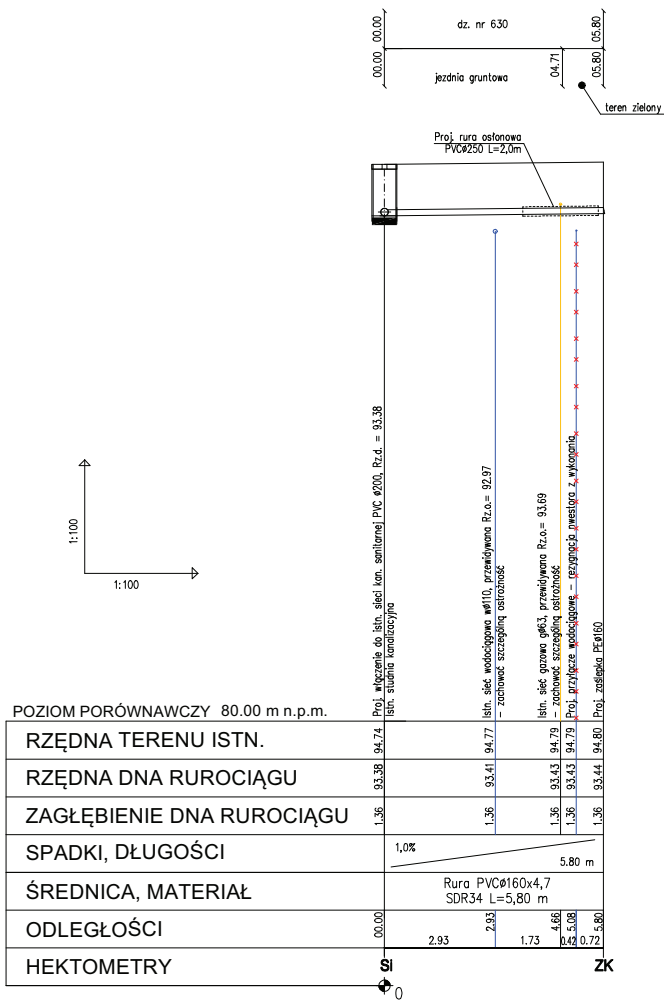 00.00
dz. nr 630
05.80
00.00
jezdnia gruntowa
04.71
05.80
teren zielony
Proj. rura osłonowa
PVCø250 L=2,0m
1:100
1:100
Proj. włączenie do istn. sieci kan. sanitarnej PVC ø200, Rz.d. = 93.38
istn. studnia kanalizacyjna
Istn. sieć wodociągowa wø110, przewidywana Rz.o.= 92.97
- zachować szczególną ostrożność
Istn. sieć gazowa gø63, przewidywana Rz.o.= 93.69
- zachować szczególną ostrożność
Proj. przyłącze wodociągowe - rezygnacja inwestora z wykonania
Proj. zaślepka PEø160
POZIOM PORÓWNAWCZY 80.00 m n.p.m.
RZĘDNA TERENU ISTN. 94.74 94.77 94.79 94.79 94.80
RZĘDNA DNA RUROCIĄGU 93.38 93.41 93.43 93.43 93.44
ZAGŁĘBIENIE DNA RUROCIĄGU 1.36 1.36 1.36 1.36 1.36
SPADKI, DŁUGOŚCI 1,0% 5.80 m
ŚREDNICA, MATERIAŁ
Rura PVCø160x4,7
SDR34 L=5,80 m
ODLEGŁOŚCI 00.00 2.93 4.66 5.08 5.80
2.93 1.73 0.42 0.72
HEKTOMETRY SI ZK
0